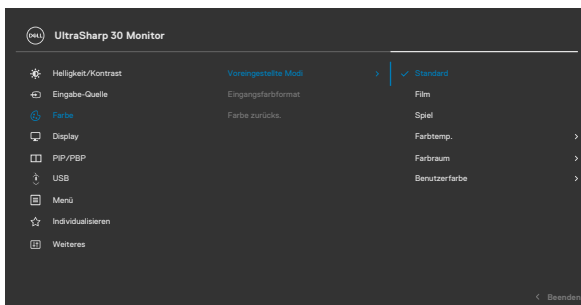 DELL UltraSharp 30 Monitor
Helligkeit/Kontrast
Eingabe-Quelle
Farbe
Display
PIP/PBP
USB
Menü
Individualisieren
Weiteres
Voreingestellte Modi
Eingangsfarbformat
Farbe zurücks.
Standard
Film
Spiel
Farbtemp.
Farbraum
Benutzerfarbe
Beenden